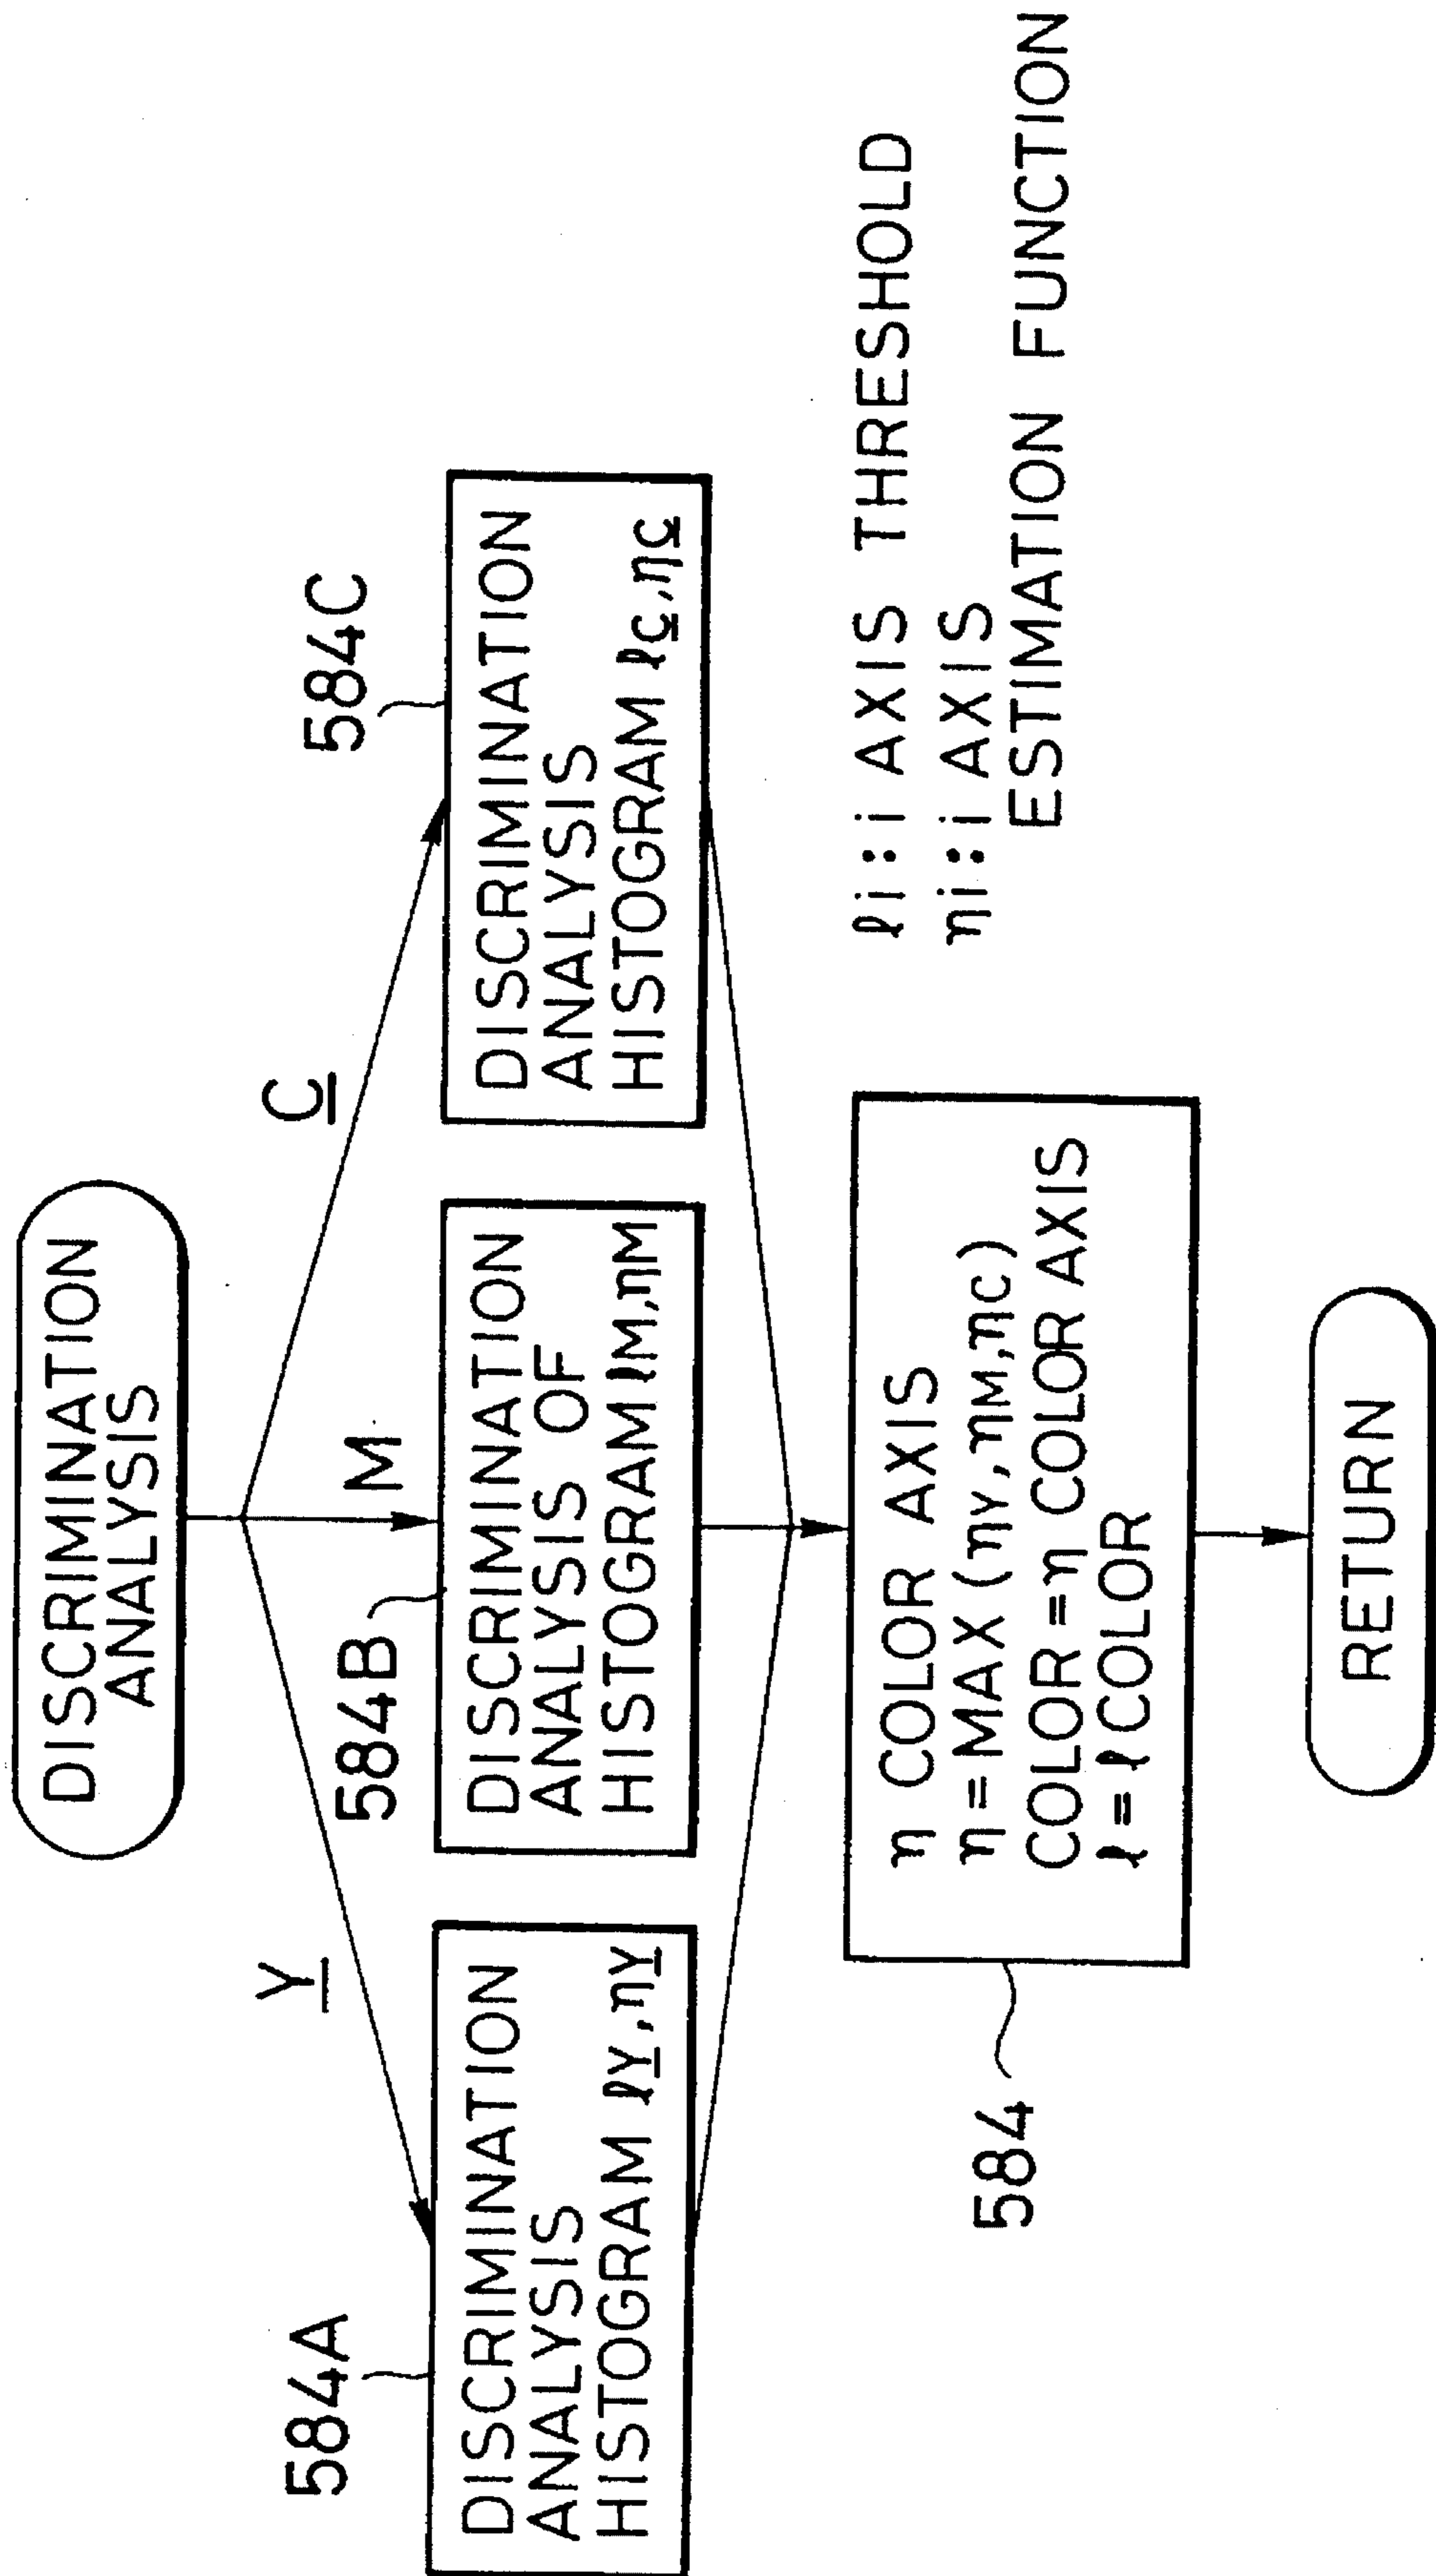 DISCRIMINATION
ANALYSIS
Y
M
C
584A
DISCRIMINATION
ANALYSIS
HISTOGRAM ℓY,ηY
584B
DISCRIMINATION
ANALYSIS OF
HISTOGRAM ℓM,ηM
584C
DISCRIMINATION
ANALYSIS
HISTOGRAM ℓC,ηC
584
η COLOR AXIS
η=MAX(ηY,ηM,ηC)
COLOR=η COLOR AXIS
ℓ=ℓ COLOR
ℓi:i AXIS THRESHOLD
ηi:i AXIS
ESTIMATION FUNCTION
RETURN